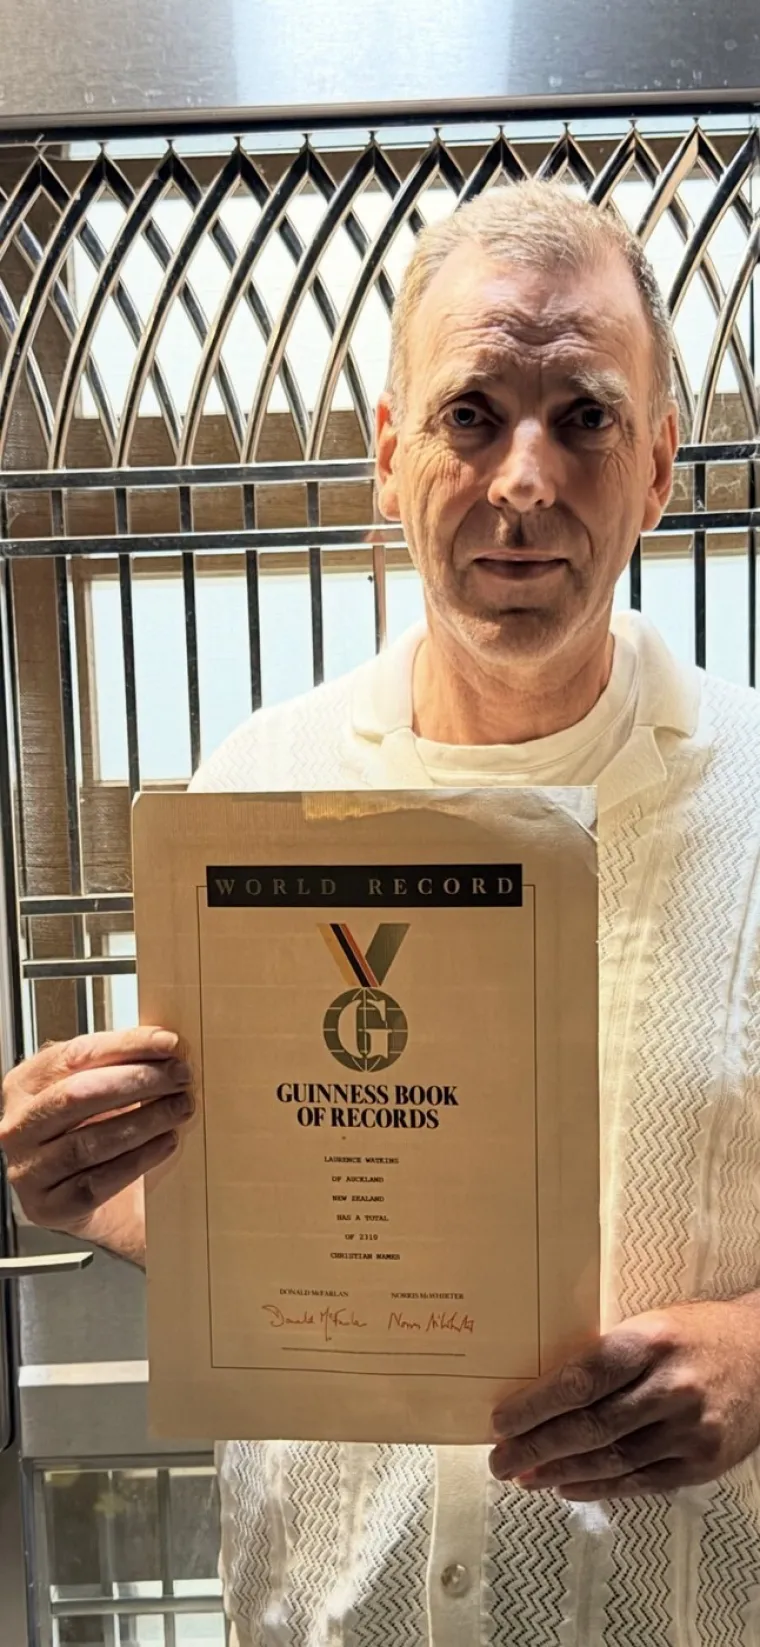 WORLD RECORD
G
GUINNESS BOOK
OF RECORDS
LAURENCE WATKINS
OF AUCKLAND
NEW ZEALAND
HAS A TOTAL
OF 2310
CHRISTIAN NAMES
DONALD McFARLAN NORRIS McWHIRTER
Donald McFarlan Norris McWhirter